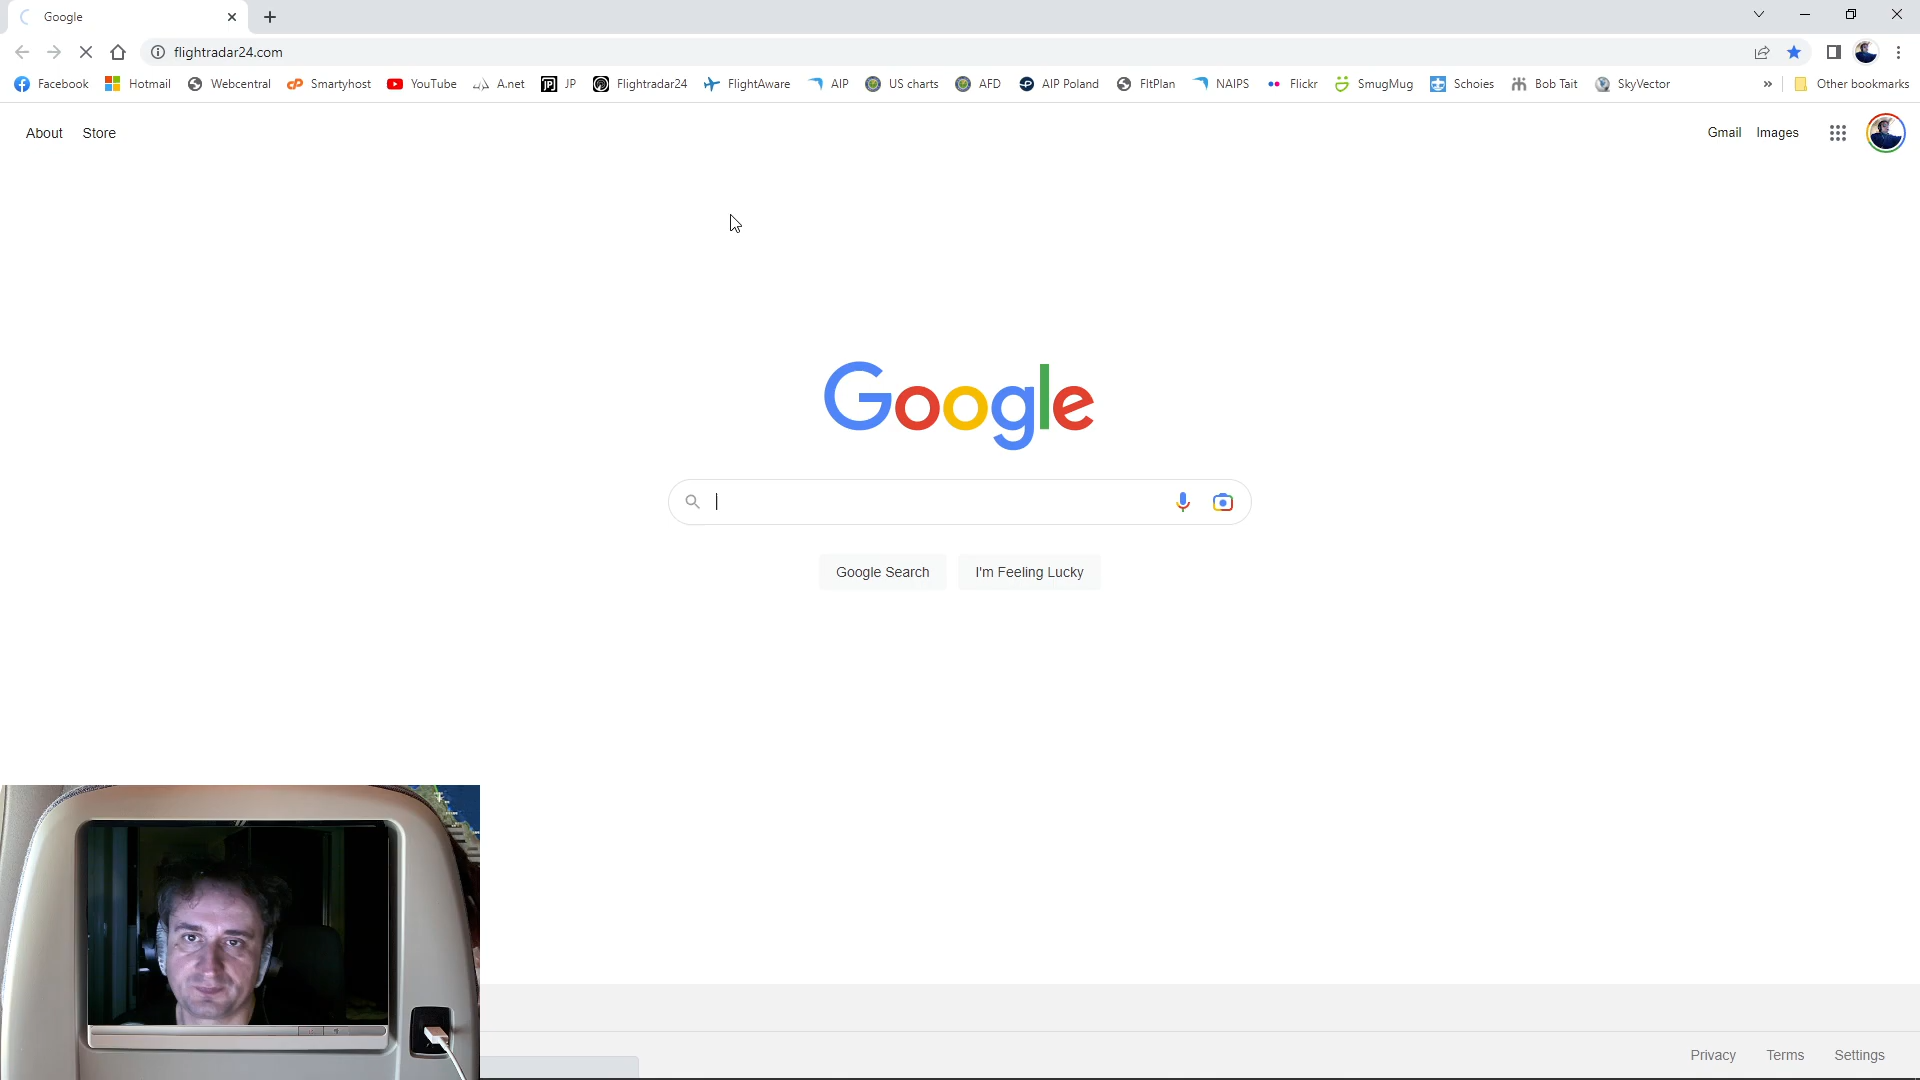 Google
flightradar24.com
Facebook Hotmail Webcentral Smartyhost YouTube A.net JP Flightradar24 FlightAware AIP US charts AFD AIP Poland FltPlan NAIPS Flickr SmugMug Schoies Bob Tait SkyVector » Other bookmarks
About Store Gmail Images
Google
Google Search I'm Feeling Lucky
Privacy Terms Settings